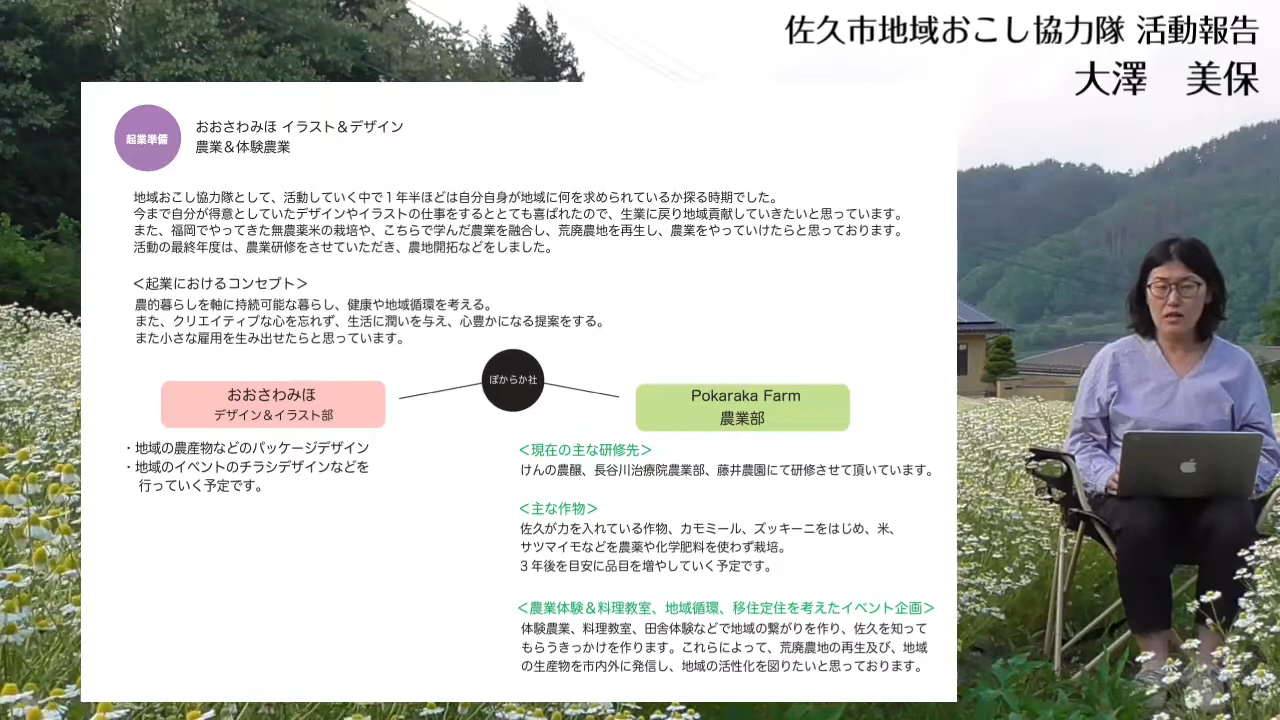 佐久市地域おこし協力隊 活動報告
大澤　美保
起業準備
おおさわみほ イラスト＆デザイン
農業＆体験農業
地域おこし協力隊として、活動していく中で１年半ほどは自分自身が地域に何を求められているか探る時期でした。
今まで自分が得意としていたデザインやイラストの仕事をするととても喜ばれたので、生業に戻り地域貢献していきたいと思っています。
また、福岡でやってきた無農薬米の栽培や、こちらで学んだ農業を融合し、荒廃農地を再生し、農業をやっていけたらと思っております。
活動の最終年度は、農業研修をさせていただき、農地開拓などをしました。
＜起業におけるコンセプト＞
農的暮らしを軸に持続可能な暮らし、健康や地域循環を考える。
また、クリエイティブな心を忘れず、生活に潤いを与え、心豊かになる提案をする。
また小さな雇用を生み出せたらと思っています。
ぽからか社
おおさわみほ
デザイン＆イラスト部
・地域の農産物などのパッケージデザイン
・地域のイベントのチラシデザインなどを
行っていく予定です。
Pokaraka Farm
農業部
＜現在の主な研修先＞
けんの農醸、長谷川治療院農業部、藤井農園にて研修させて頂いています。
＜主な作物＞
佐久が力を入れている作物、カモミール、ズッキーニをはじめ、米、
サツマイモなどを農薬や化学肥料を使わず栽培。
３年後を目安に品目を増やしていく予定です。
＜農業体験＆料理教室、地域循環、移住定住を考えたイベント企画＞
体験農業、料理教室、田舎体験などで地域の繋がりを作り、佐久を知って
もらうきっかけを作ります。これらによって、荒廃農地の再生及び、地域
の生産物を市内外に発信し、地域の活性化を図りたいと思っております。